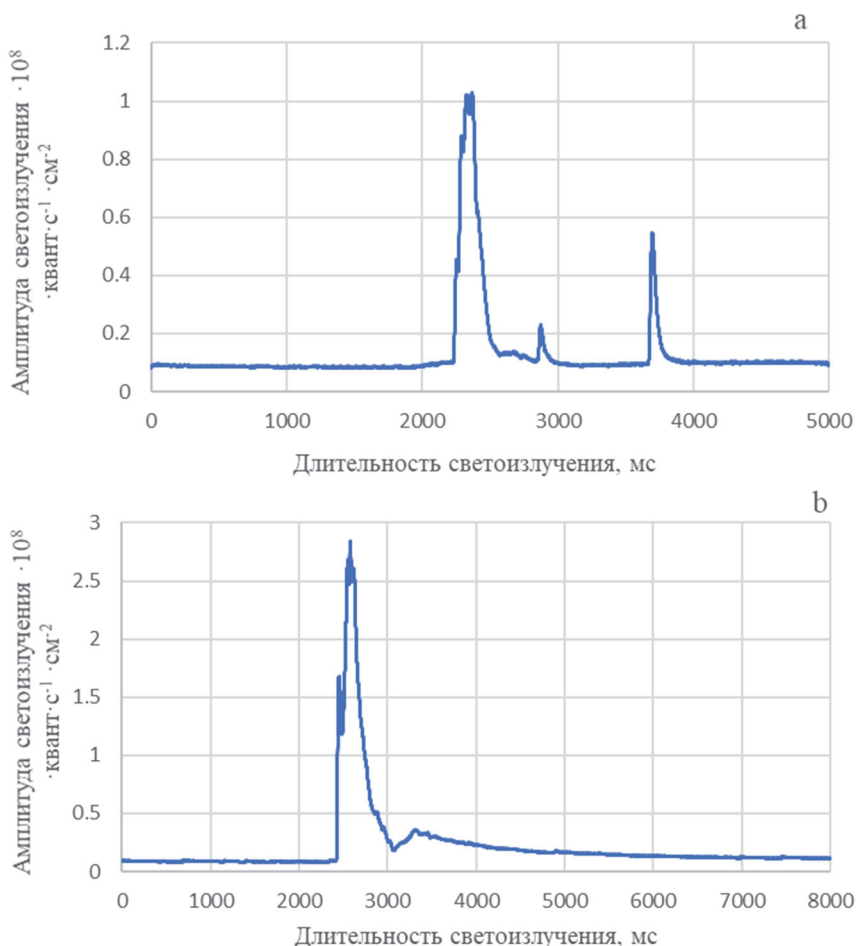 a
Амплитуда светоизлучения ·10⁸
·квант·с⁻¹ ·см⁻²
1.2
1
0.8
0.6
0.4
0.2
0
0 1000 2000 3000 4000 5000
Длительность светоизлучения, мс
b
Амплитуда светоизлучения ·10⁸
·квант·с⁻¹ ·см⁻²
3
2.5
2
1.5
1
0.5
0
0 1000 2000 3000 4000 5000 6000 7000 8000
Длительность светоизлучения, мс